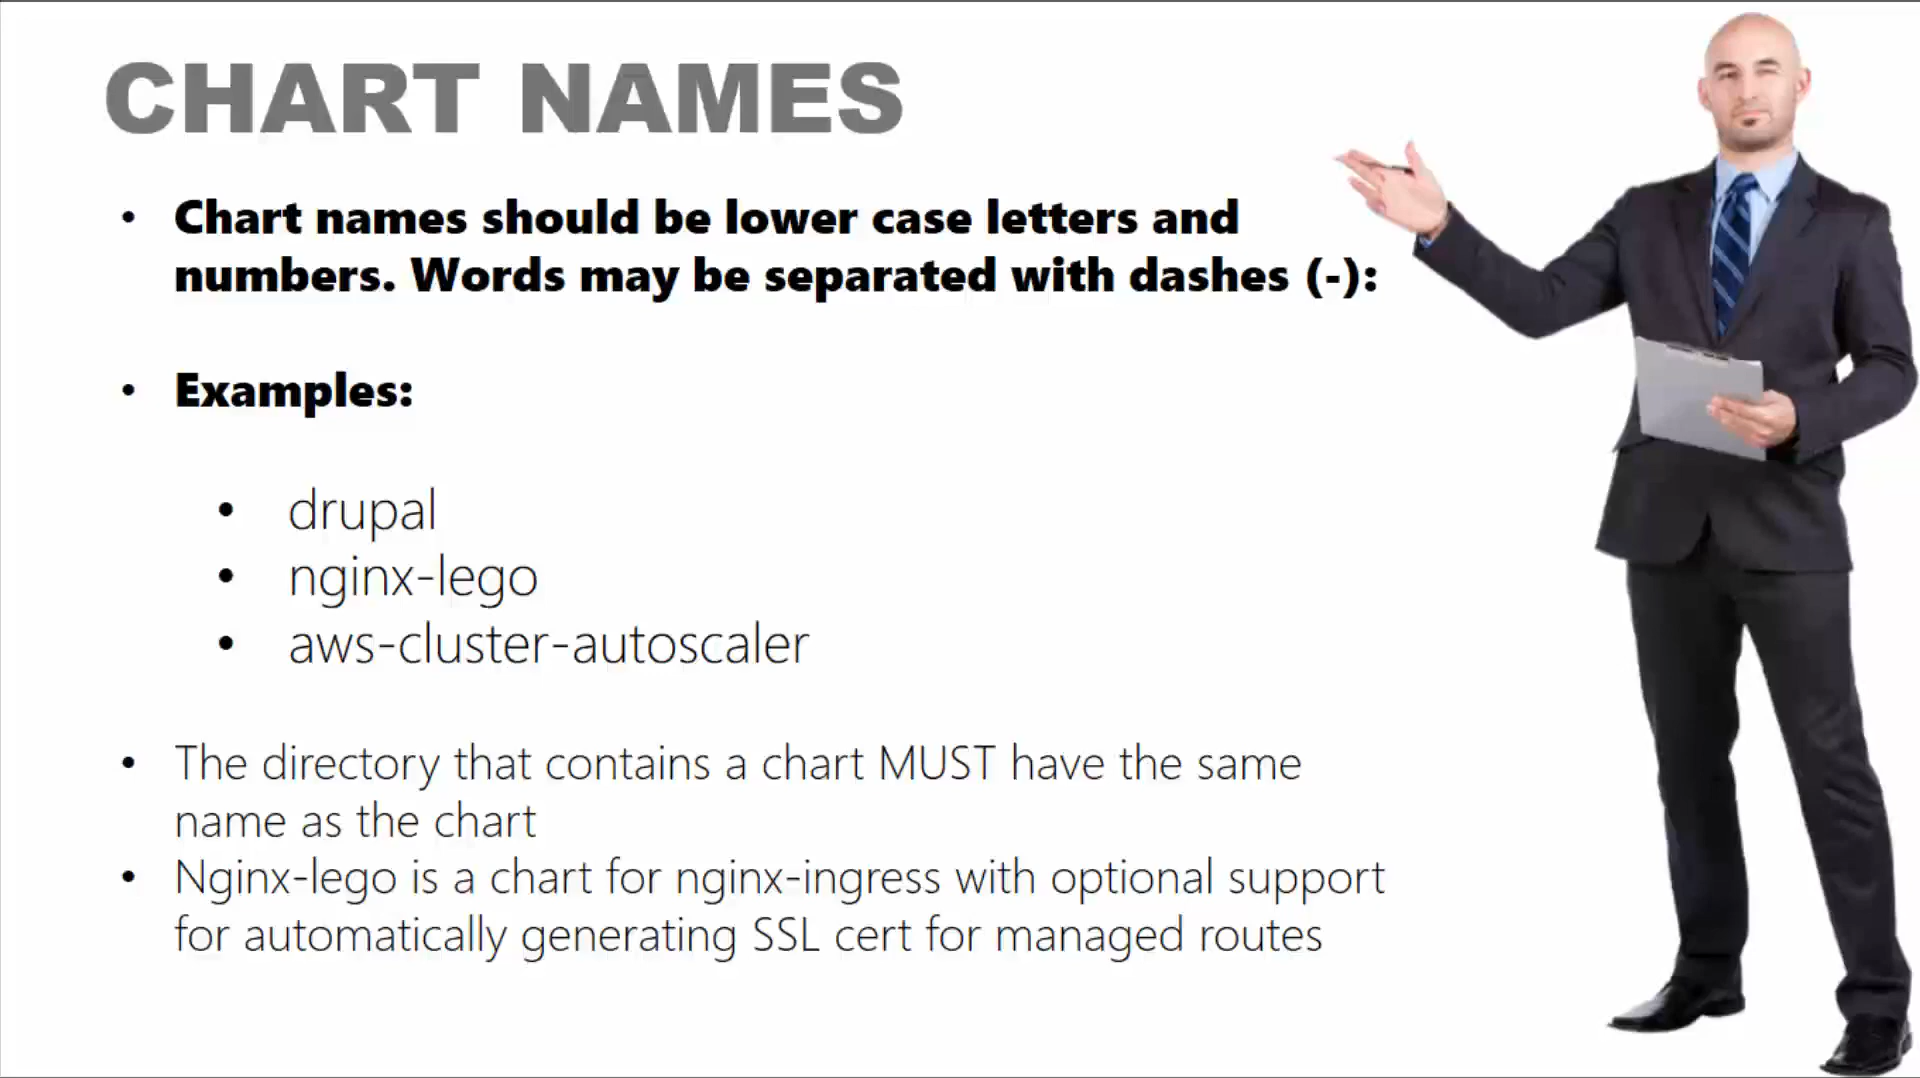 CHART NAMES
• Chart names should be lower case letters and
numbers. Words may be separated with dashes (-):
• Examples:
• drupal
• nginx-lego
• aws-cluster-autoscaler
• The directory that contains a chart MUST have the same
name as the chart
• Nginx-lego is a chart for nginx-ingress with optional support
for automatically generating SSL cert for managed routes